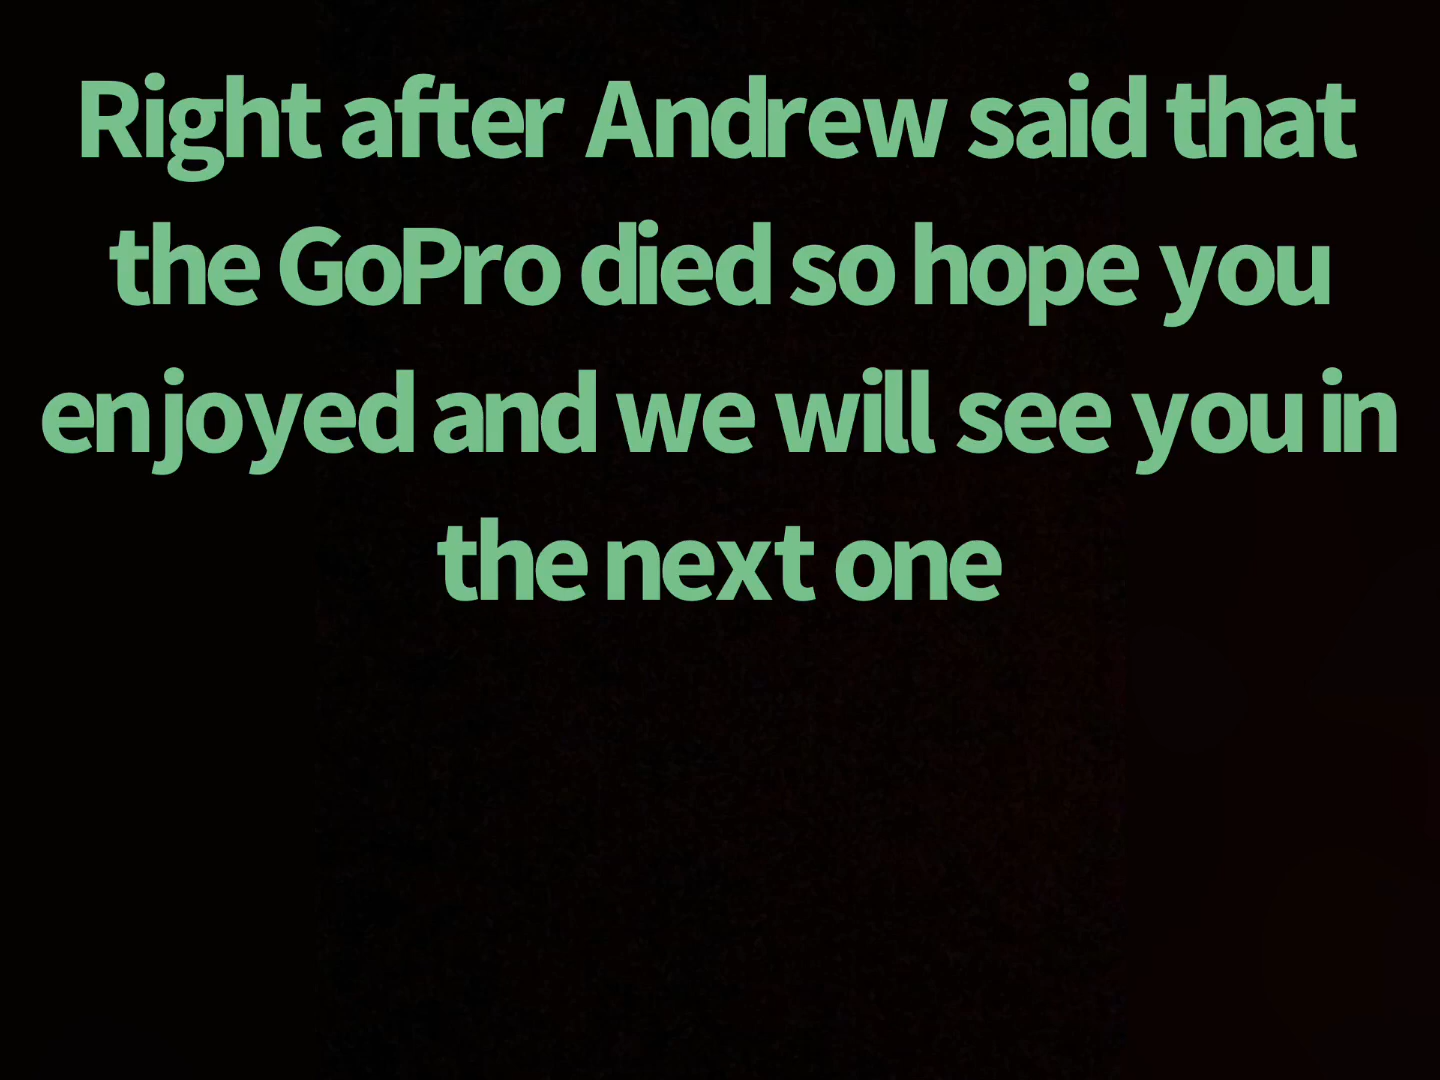 Right after Andrew said that
the GoPro died so hope you
enjoyed and we will see you in
the next one